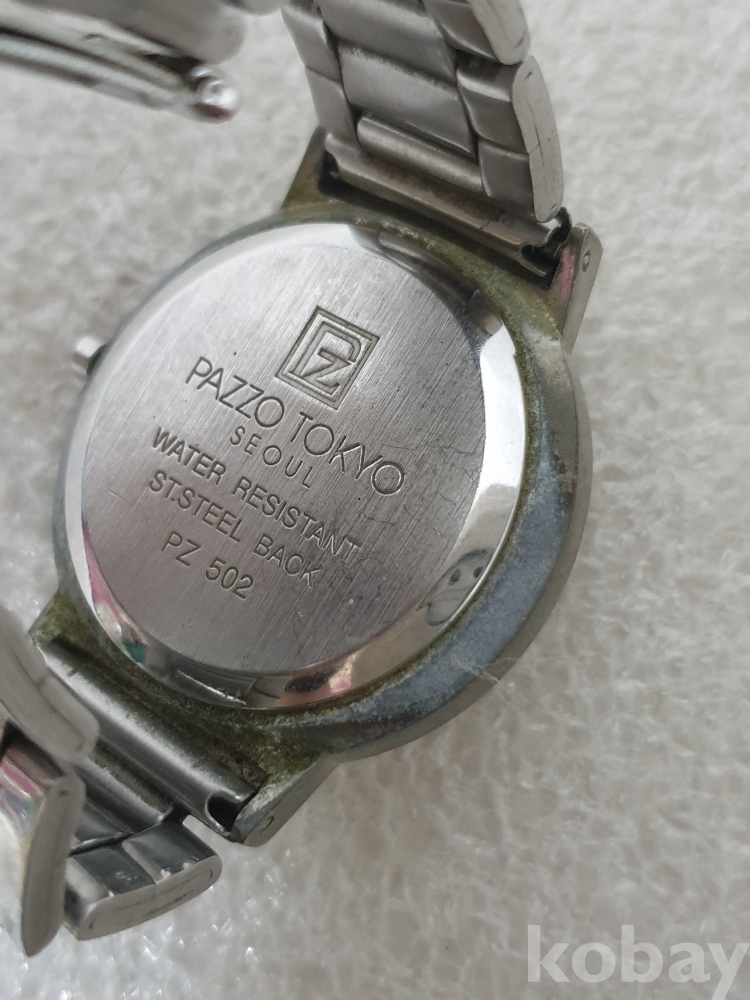 PZ
PAZZO TOKYO
SEOUL
WATER RESISTANT
ST.STEEL BACK
PZ 502
kobay